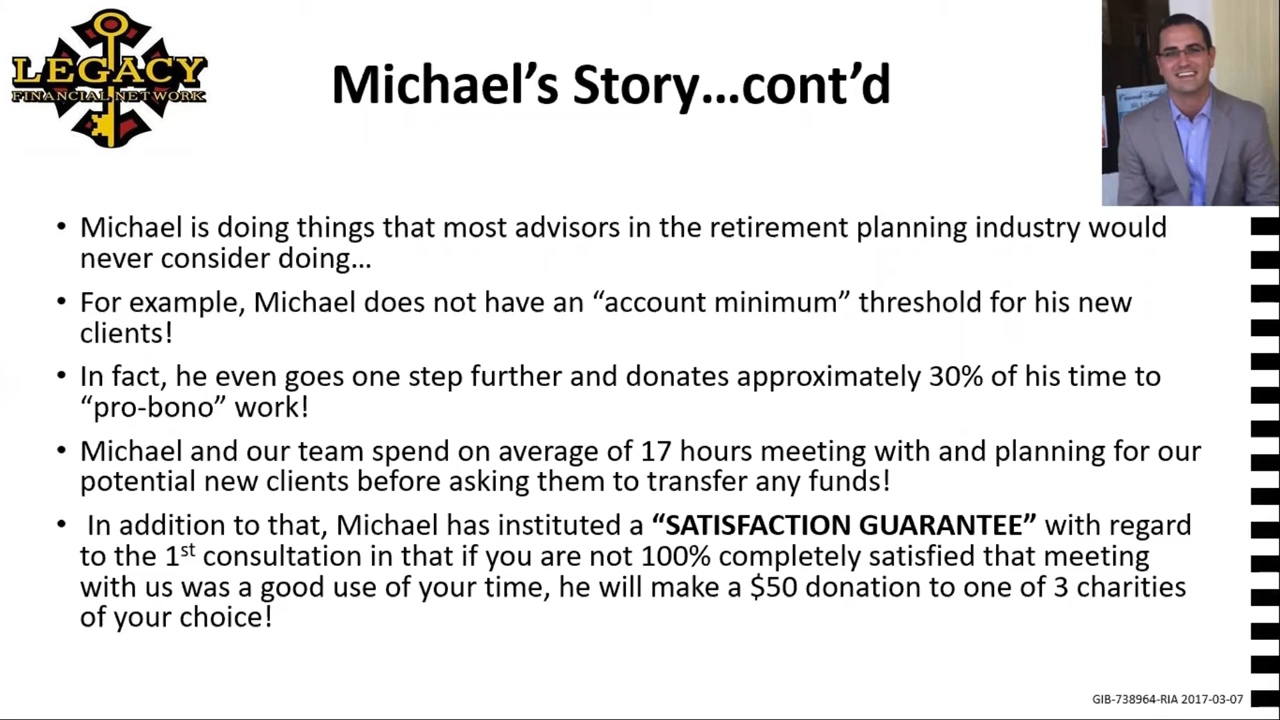 LEGACY
FINANCIAL NETWORK
Michael’s Story…cont’d
• Michael is doing things that most advisors in the retirement planning industry would
never consider doing…
• For example, Michael does not have an “account minimum” threshold for his new
clients!
• In fact, he even goes one step further and donates approximately 30% of his time to
“pro-bono” work!
• Michael and our team spend on average of 17 hours meeting with and planning for our
potential new clients before asking them to transfer any funds!
• In addition to that, Michael has instituted a “SATISFACTION GUARANTEE” with regard
to the 1st consultation in that if you are not 100% completely satisfied that meeting
with us was a good use of your time, he will make a $50 donation to one of 3 charities
of your choice!
GIB-738964-RIA 2017-03-07